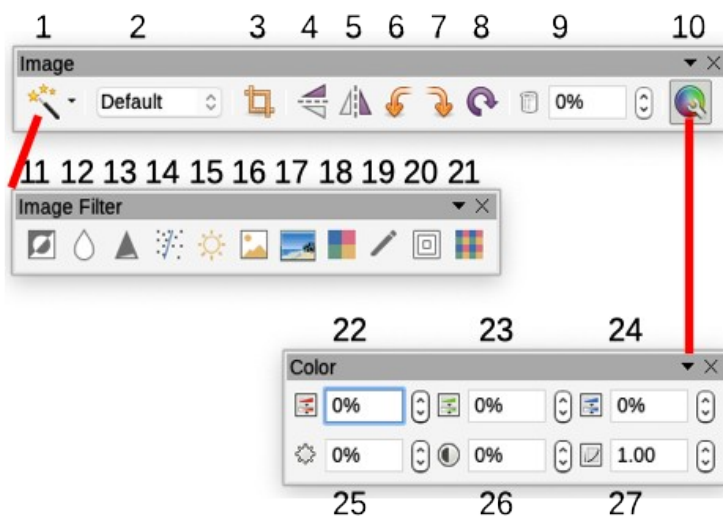 1 2 3 4 5 6 7 8 9 10
Image
Default 0%
11 12 13 14 15 16 17 18 19 20 21
Image Filter
22 23 24
Color
0% 0% 0%
0% 0% 1.00
25 26 27